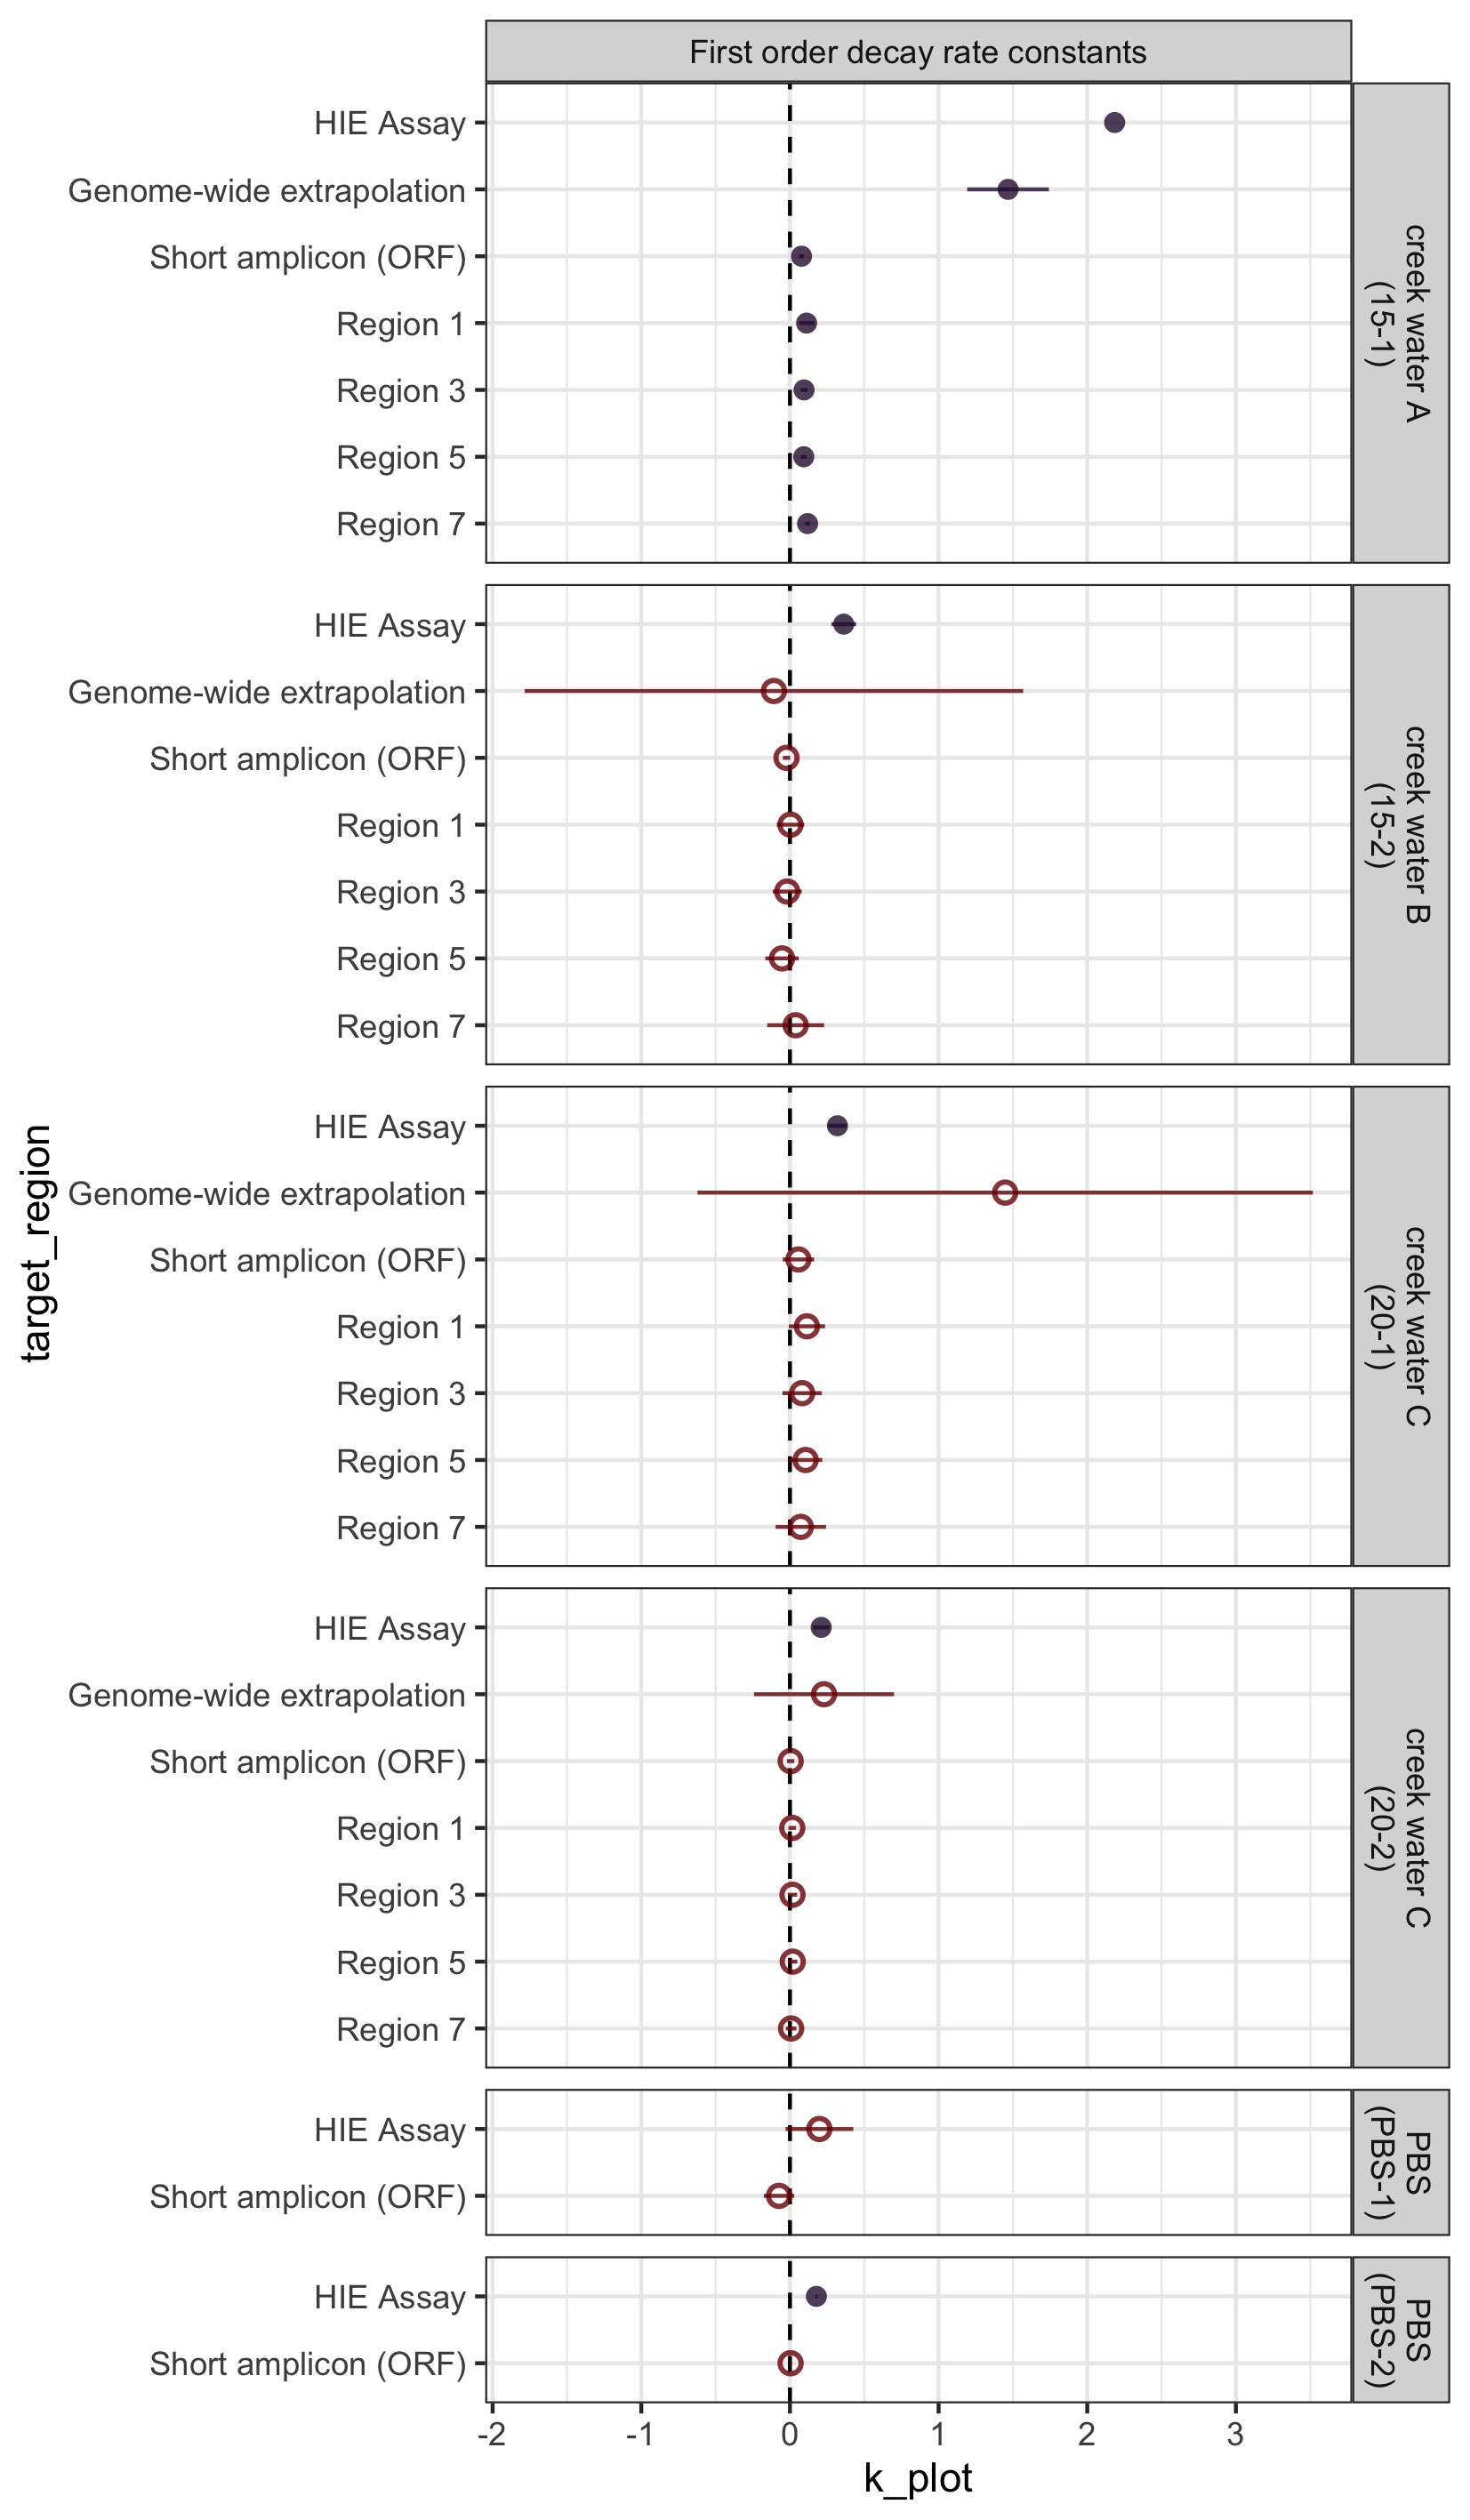 First order decay rate constants
HIE Assay
Genome-wide extrapolation
Short amplicon (ORF)
Region 1
Region 3
Region 5
Region 7
creek water A
(15-1)
HIE Assay
Genome-wide extrapolation
Short amplicon (ORF)
Region 1
Region 3
Region 5
Region 7
creek water B
(15-2)
target_region
HIE Assay
Genome-wide extrapolation
Short amplicon (ORF)
Region 1
Region 3
Region 5
Region 7
creek water C
(20-1)
HIE Assay
Genome-wide extrapolation
Short amplicon (ORF)
Region 1
Region 3
Region 5
Region 7
creek water C
(20-2)
HIE Assay
Short amplicon (ORF)
PBS
(PBS-1)
HIE Assay
Short amplicon (ORF)
PBS
(PBS-2)
-2 -1 0 1 2 3
k_plot